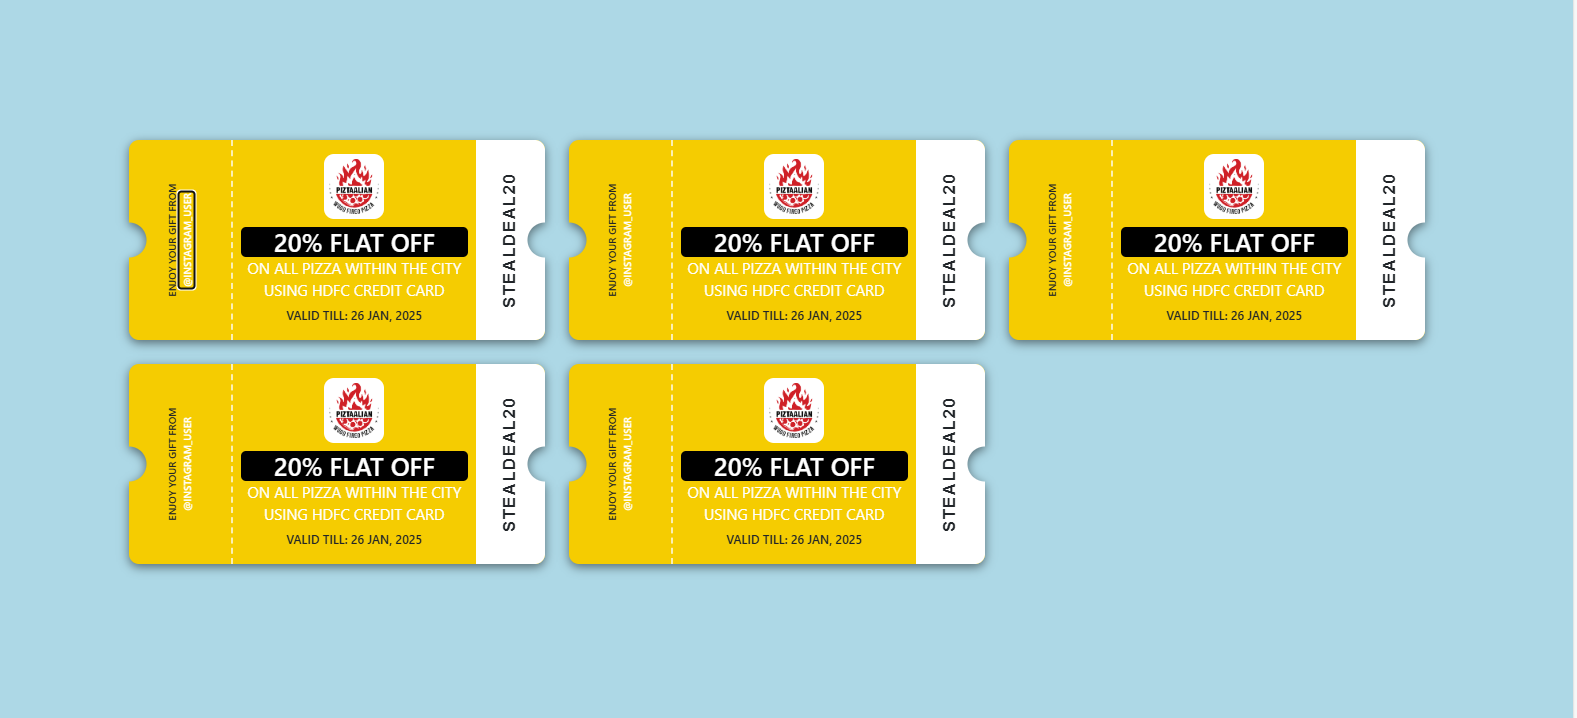 ENJOY YOUR GIFT FROM
@INSTAGRAM_USER
PIZTAALIAN
WOOD FIRED PIZZA
20% FLAT OFF
ON ALL PIZZA WITHIN THE CITY
USING HDFC CREDIT CARD
VALID TILL: 26 JAN, 2025
STEALDEAL20
ENJOY YOUR GIFT FROM
@INSTAGRAM_USER
PIZTAALIAN
WOOD FIRED PIZZA
20% FLAT OFF
ON ALL PIZZA WITHIN THE CITY
USING HDFC CREDIT CARD
VALID TILL: 26 JAN, 2025
STEALDEAL20
ENJOY YOUR GIFT FROM
@INSTAGRAM_USER
PIZTAALIAN
WOOD FIRED PIZZA
20% FLAT OFF
ON ALL PIZZA WITHIN THE CITY
USING HDFC CREDIT CARD
VALID TILL: 26 JAN, 2025
STEALDEAL20
ENJOY YOUR GIFT FROM
@INSTAGRAM_USER
PIZTAALIAN
WOOD FIRED PIZZA
20% FLAT OFF
ON ALL PIZZA WITHIN THE CITY
USING HDFC CREDIT CARD
VALID TILL: 26 JAN, 2025
STEALDEAL20
ENJOY YOUR GIFT FROM
@INSTAGRAM_USER
PIZTAALIAN
WOOD FIRED PIZZA
20% FLAT OFF
ON ALL PIZZA WITHIN THE CITY
USING HDFC CREDIT CARD
VALID TILL: 26 JAN, 2025
STEALDEAL20